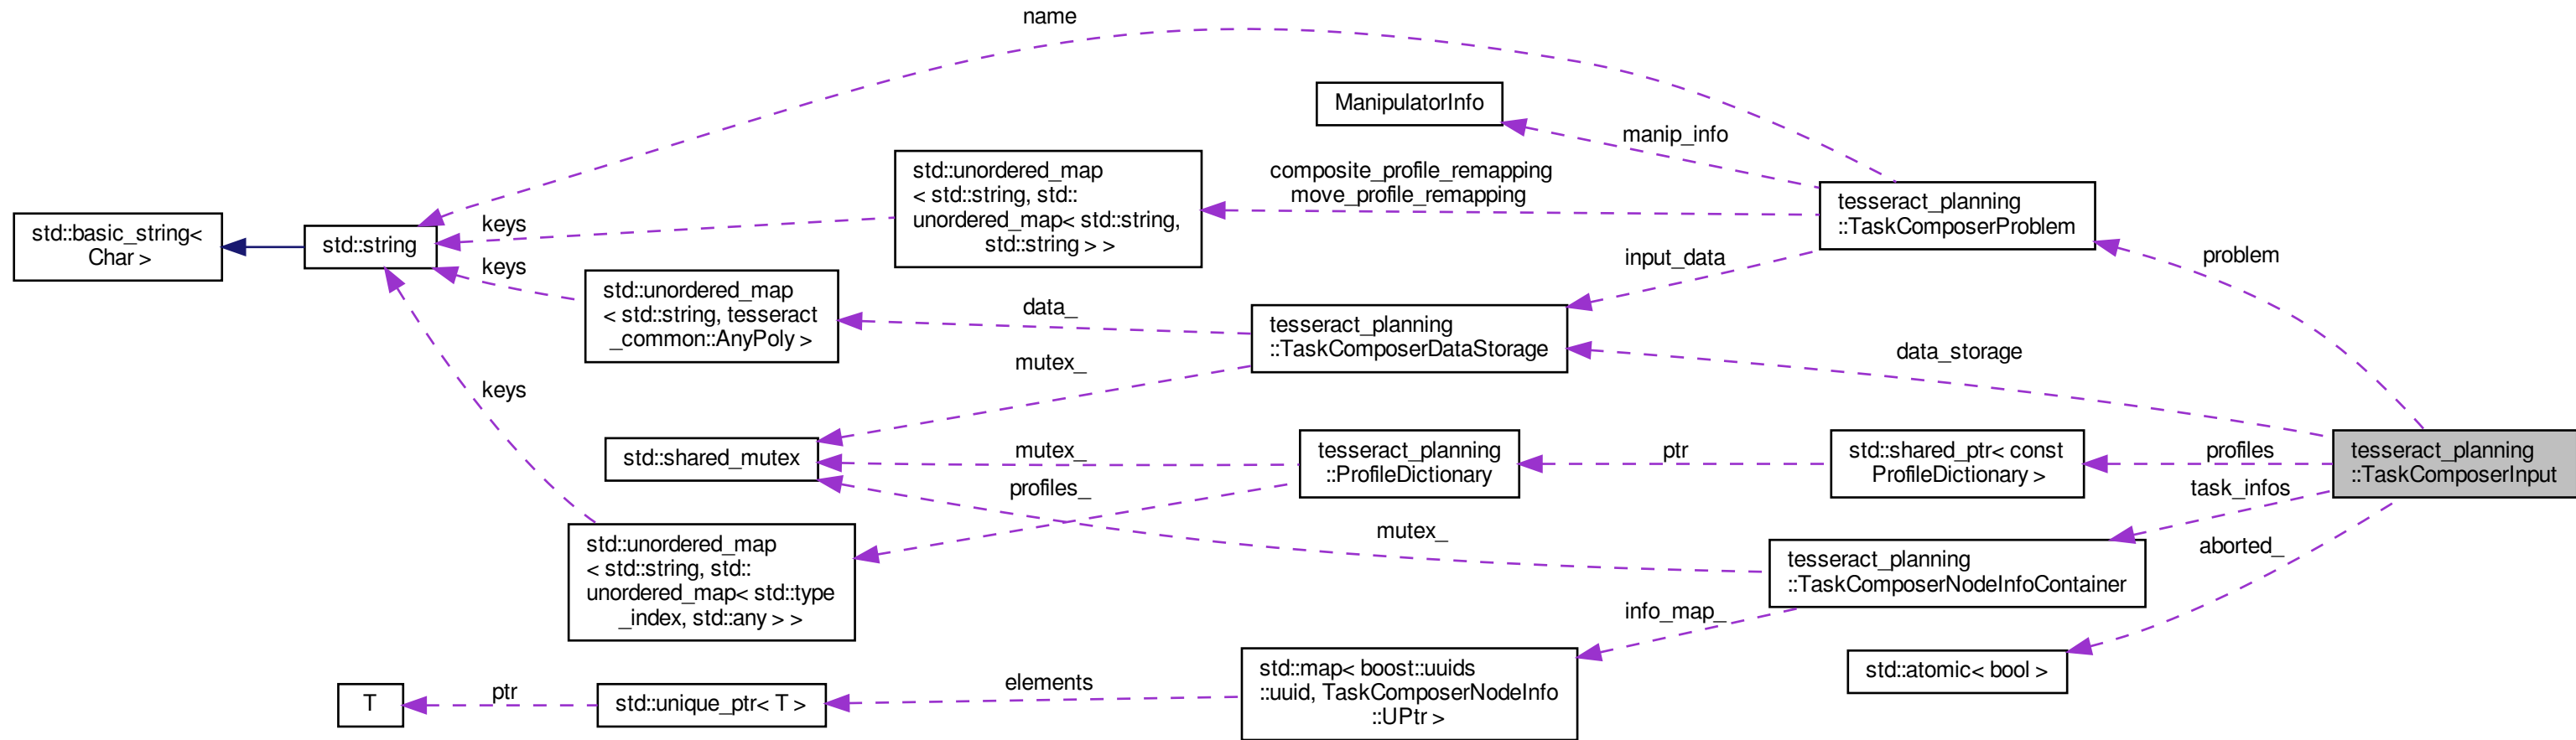 name
ManipulatorInfo
manip_info
std::unordered_map
< std::string, std::
unordered_map< std::string,
std::string > >
composite_profile_remapping
move_profile_remapping
tesseract_planning
::TaskComposerProblem
std::basic_string<
Char >
std::string
keys
keys
input_data
problem
std::unordered_map
< std::string, tesseract
_common::AnyPoly >
data_
tesseract_planning
::TaskComposerDataStorage
data_storage
mutex_
keys
std::shared_mutex
mutex_
tesseract_planning
::ProfileDictionary
ptr
std::shared_ptr< const
ProfileDictionary >
profiles
tesseract_planning
::TaskComposerInput
profiles_
task_infos
std::unordered_map
< std::string, std::
unordered_map< std::type
_index, std::any > >
mutex_
tesseract_planning
::TaskComposerNodeInfoContainer
aborted_
info_map_
std::map< boost::uuids
::uuid, TaskComposerNodeInfo
::UPtr >
std::atomic< bool >
T
ptr
std::unique_ptr< T >
elements